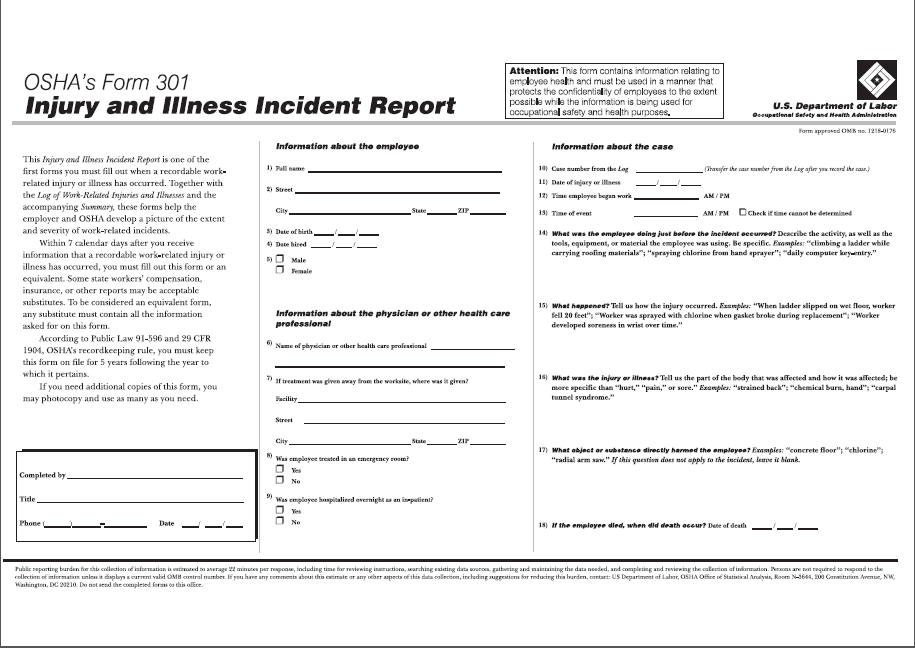 OSHA's Form 301
Injury and Illness Incident Report
Attention: This form contains information relating to
employee health and must be used in a manner that
protects the confidentiality of employees to the extent
possible while the information is being used for
occupational safety and health purposes.
U.S. Department of Labor
Occupational Safety and Health Administration
Form approved OMB no. 1218-0176
This Injury and Illness Incident Report is one of the
first forms you must fill out when a recordable work-
related injury or illness has occurred. Together with
the Log of Work-Related Injuries and Illnesses and the
accompanying Summary, these forms help the
employer and OSHA develop a picture of the extent
and severity of work-related incidents.
Within 7 calendar days after you receive
information that a recordable work-related injury or
illness has occurred, you must fill out this form or an
equivalent. Some state workers' compensation,
insurance, or other reports may be acceptable
substitutes. To be considered an equivalent form,
any substitute must contain all the information
asked for on this form.
According to Public Law 91-596 and 29 CFR
1904, OSHA's recordkeeping rule, you must keep
this form on file for 5 years following the year to
which it pertains.
If you need additional copies of this form, you
may photocopy and use as many as you need.
Completed by
Title
Phone ( ) - Date / /
Information about the employee
1) Full name
2) Street
City State ZIP
3) Date of birth / /
4) Date hired / /
5) Male
Female
Information about the physician or other health care
professional
6) Name of physician or other health care professional
7) If treatment was given away from the worksite, where was it given?
Facility
Street
City State ZIP
8) Was employee treated in an emergency room?
Yes
No
9) Was employee hospitalized overnight as an in-patient?
Yes
No
Information about the case
10) Case number from the Log (Transfer the case number from the Log after you record the case.)
11) Date of injury or illness / /
12) Time employee began work AM / PM
13) Time of event AM / PM Check if time cannot be determined
14) What was the employee doing just before the incident occurred? Describe the activity, as well as the
tools, equipment, or material the employee was using. Be specific. Examples: "climbing a ladder while
carrying roofing materials"; "spraying chlorine from hand sprayer"; "daily computer key-entry."
15) What happened? Tell us how the injury occurred. Examples: "When ladder slipped on wet floor, worker
fell 20 feet"; "Worker was sprayed with chlorine when gasket broke during replacement"; "Worker
developed soreness in wrist over time."
16) What was the injury or illness? Tell us the part of the body that was affected and how it was affected; be
more specific than "hurt," "pain," or sore." Examples: "strained back"; "chemical burn, hand"; "carpal
tunnel syndrome."
17) What object or substance directly harmed the employee? Examples: "concrete floor"; "chlorine";
"radial arm saw." If this question does not apply to the incident, leave it blank.
18) If the employee died, when did death occur? Date of death / /
Public reporting burden for this collection of information is estimated to average 22 minutes per response, including time for reviewing instructions, searching existing data sources, gathering and maintaining the data needed, and completing and reviewing the collection of information. Persons are not required to respond to the
collection of information unless it displays a current valid OMB control number. If you have any comments about this estimate or any other aspects of this data collection, including suggestions for reducing this burden, contact: US Department of Labor, OSHA Office of Statistical Analysis, Room N-3644, 200 Constitution Avenue, NW,
Washington, DC 20210. Do not send the completed forms to this office.